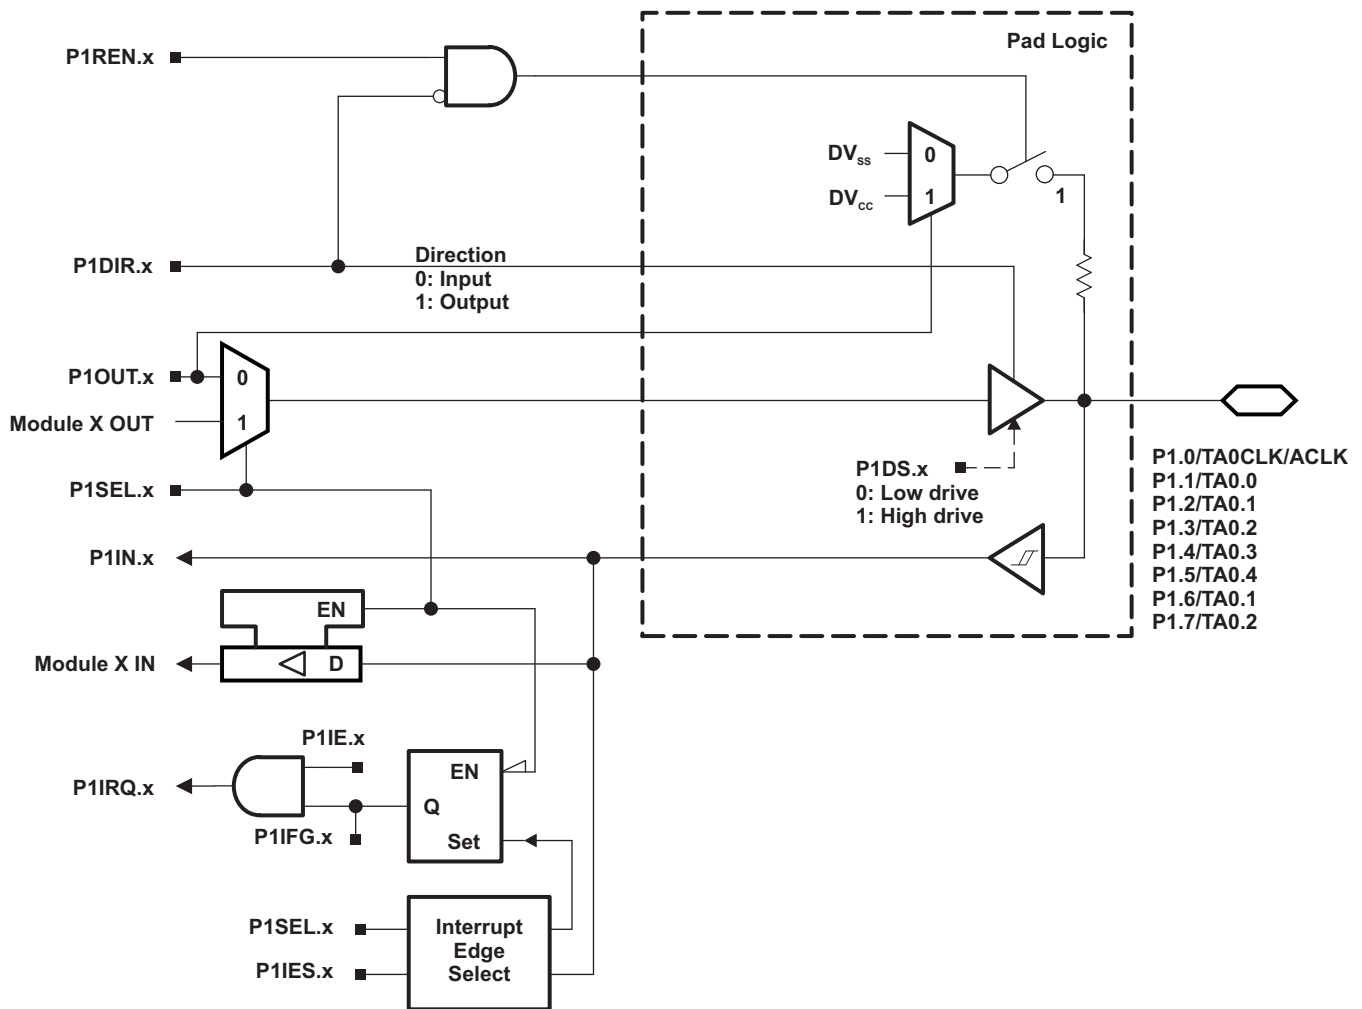 P1REN.x
Pad Logic
DVSS
0
DVCC
1
1
P1DIR.x
Direction
0: Input
1: Output
P1OUT.x
0
Module X OUT
1
P1DS.x
0: Low drive
1: High drive
P1.0/TA0CLK/ACLK
P1.1/TA0.0
P1.2/TA0.1
P1.3/TA0.2
P1.4/TA0.3
P1.5/TA0.4
P1.6/TA0.1
P1.7/TA0.2
P1SEL.x
P1IN.x
EN
Module X IN
D
P1IE.x
P1IRQ.x
EN
Q
P1IFG.x
Set
P1SEL.x
P1IES.x
Interrupt
Edge
Select